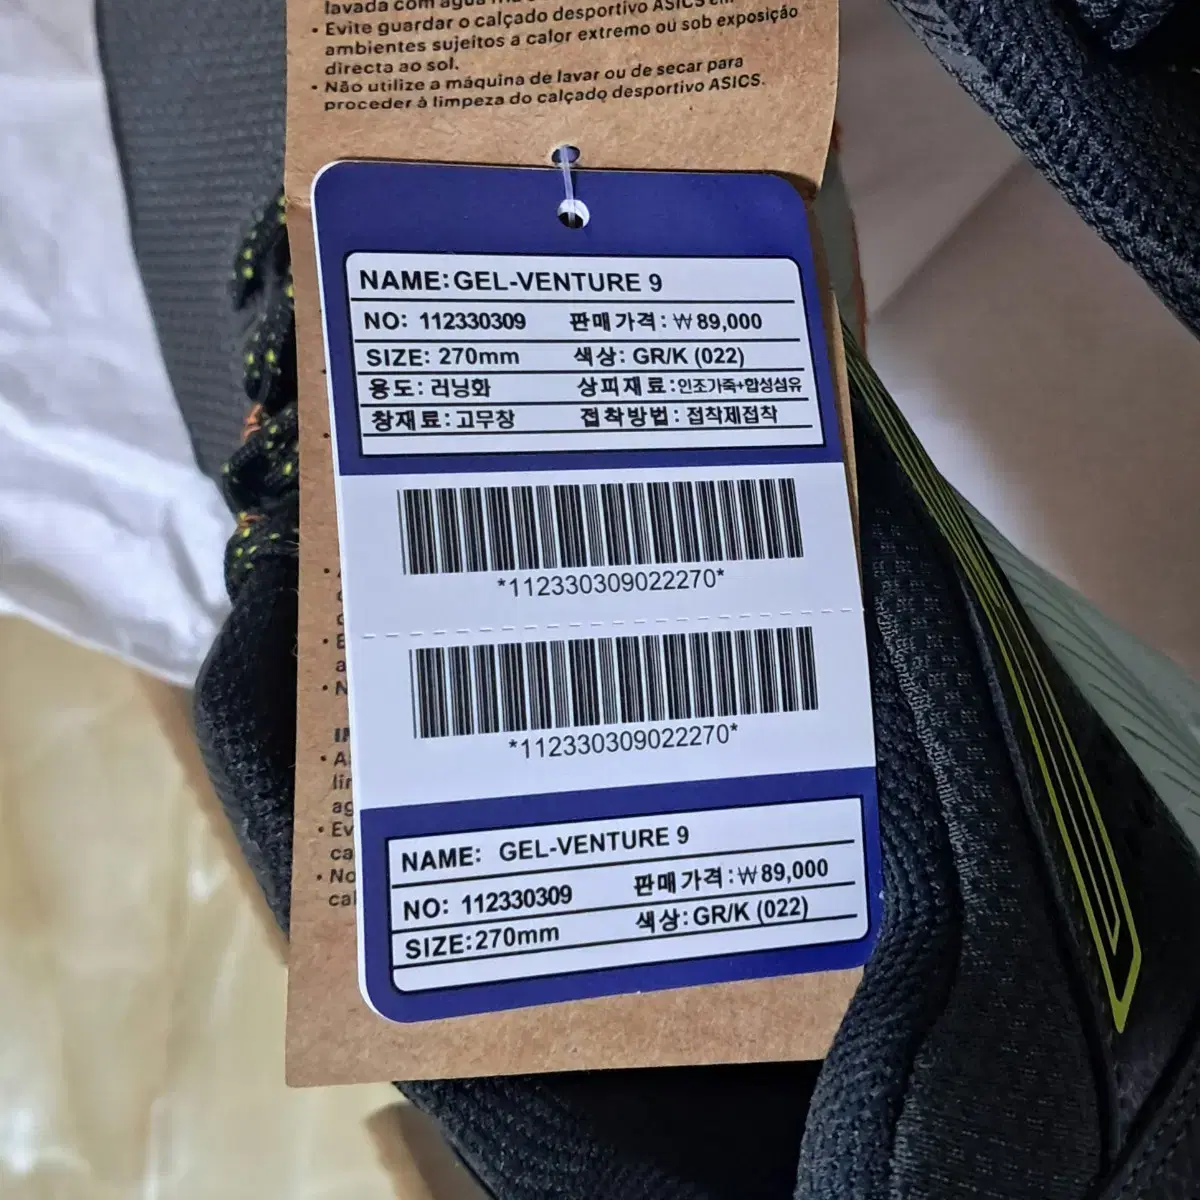 lavada com água
• Evite guardar o calçado desportivo ASICS em
ambientes sujeitos a calor extremo ou sob exposição
directa ao sol.
• Não utilize a máquina de lavar ou de secar para
proceder à limpeza do calçado desportivo ASICS.
NAME:GEL-VENTURE 9
NO: 112330309 판매가격:₩89,000
SIZE: 270mm 색상: GR/K (022)
용도: 러닝화 상피재료:인조가죽+합성섬유
창재료:고무창 접착방법: 접착제접착
*112330309022270*
*112330309022270*
NAME: GEL-VENTURE 9
NO: 112330309 판매가격:₩89,000
SIZE:270mm 색상:GR/K (022)